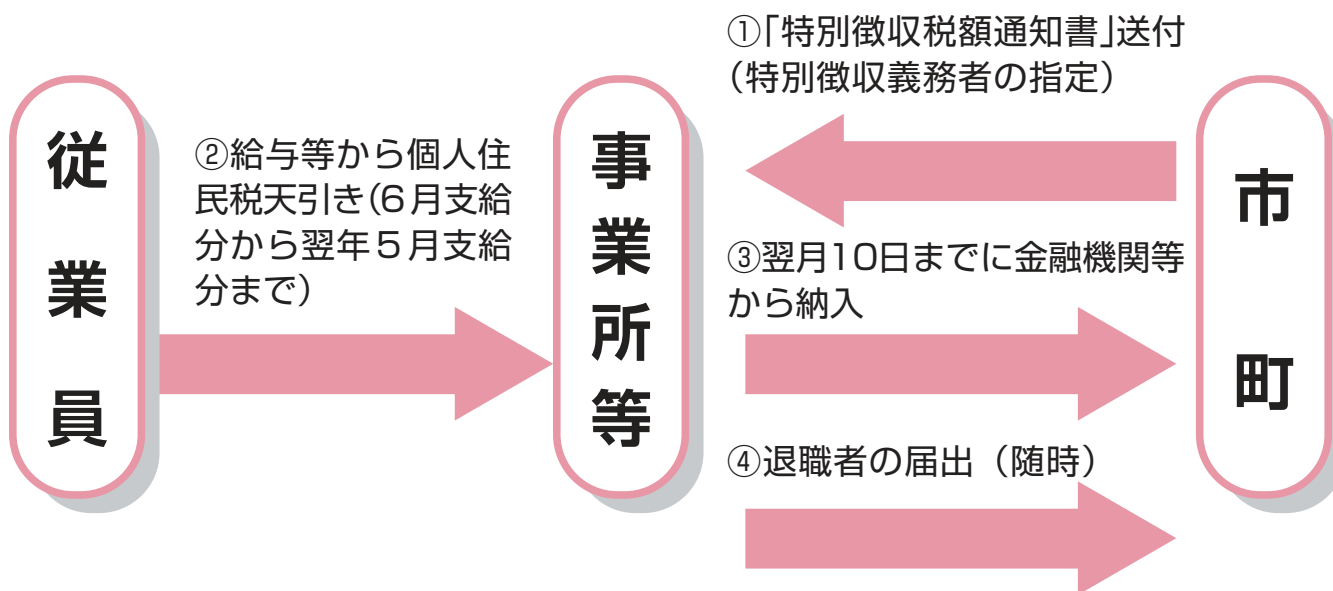 従業員
②給与等から個人住
民税天引き(6月支給
分から翌年5月支給
分まで)
事業所等
①「特別徴収税額通知書」送付
(特別徴収義務者の指定)
③翌月10日までに金融機関等
から納入
④退職者の届出(随時)
市町